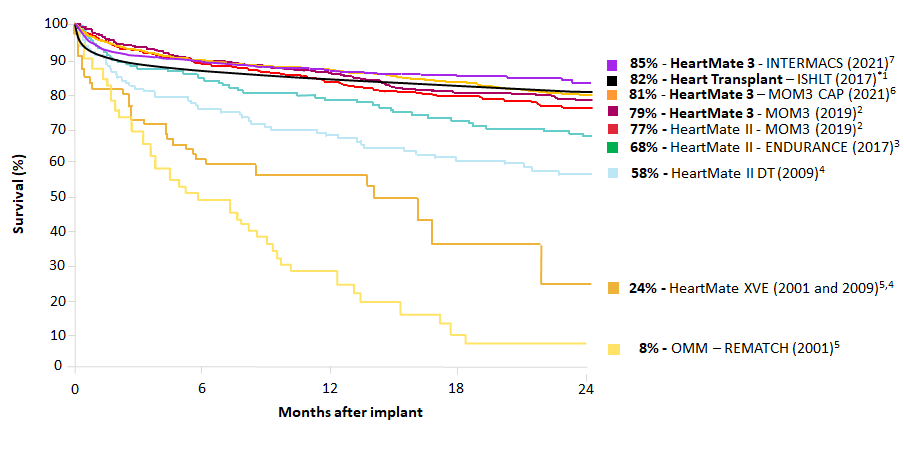 100
90
80
70
60
50
40
30
20
10
0
Survival (%)
0
6
12
18
24
Months after implant
85% - HeartMate 3 - INTERMACS (2021)7
82% - Heart Transplant – ISHLT (2017)*1
81% - HeartMate 3 – MOM3 CAP (2021)6
79% - HeartMate 3 - MOM3 (2019)2
77% - HeartMate II - MOM3 (2019)2
68% - HeartMate II - ENDURANCE (2017)3
58% - HeartMate II DT (2009)4
24% - HeartMate XVE (2001 and 2009)5,4
8% - OMM – REMATCH (2001)5